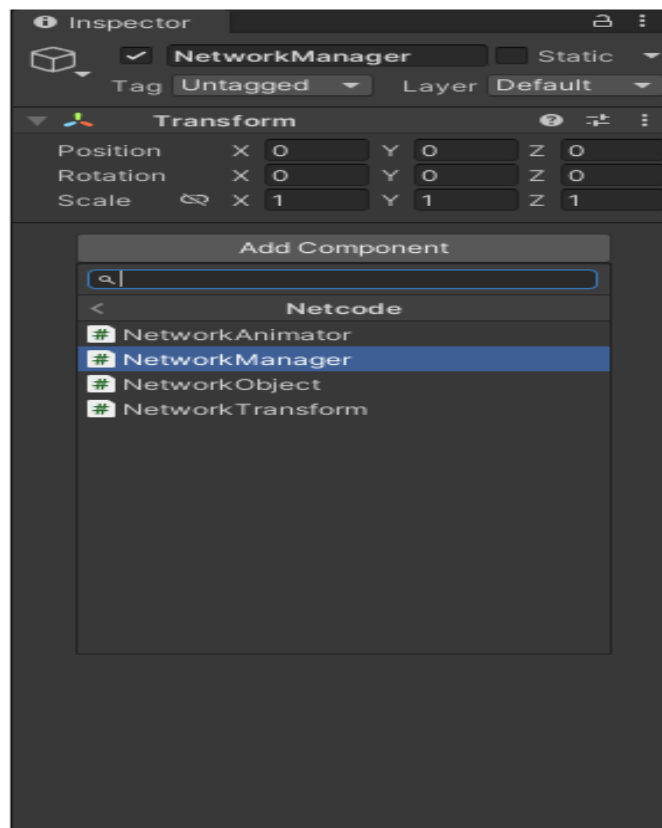 Inspector
NetworkManager Static
Tag Untagged Layer Default
Transform
Position X 0 Y 0 Z 0
Rotation X 0 Y 0 Z 0
Scale X 1 Y 1 Z 1
Add Component
< Netcode
# NetworkAnimator
# NetworkManager
# NetworkObject
# NetworkTransform